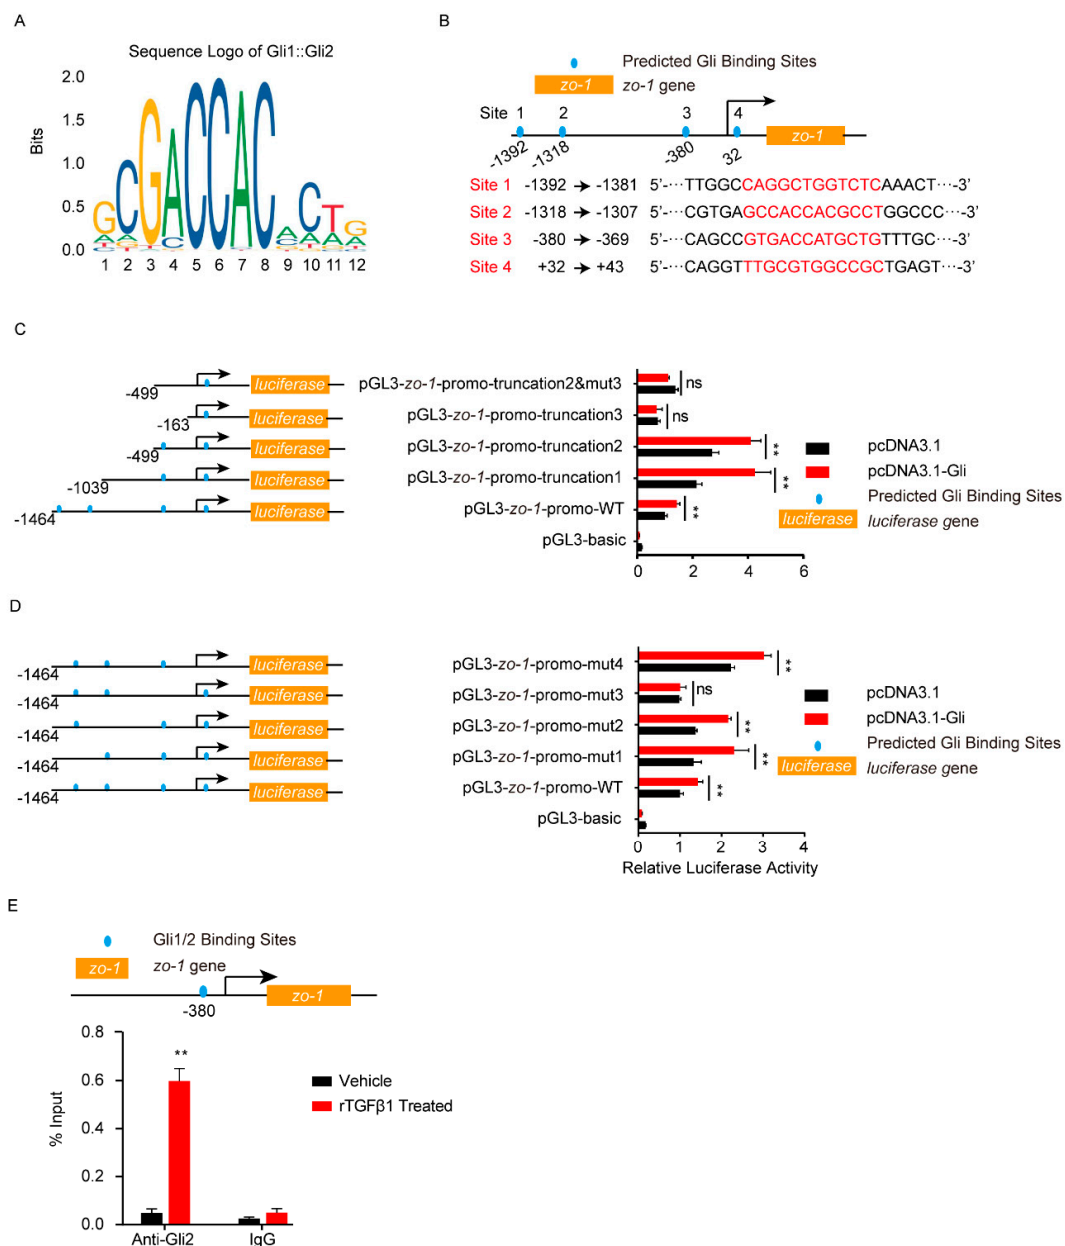 A
Sequence Logo of Gli1::Gli2
Bits
2.0
1.5
1.0
0.5
0.0
1 2 3 4 5 6 7 8 9 10 11 12
B
Predicted Gli Binding Sites
zo-1 zo-1 gene
Site 1 2 3 4
-1392 -1318 -380 32 zo-1
Site 1 -1392 → -1381 5'-···TTGGCCAGGCTGGTCTCAAACT···-3'
Site 2 -1318 → -1307 5'-···CGTGAGCCACCACGCCTGGCCC···-3'
Site 3 -380 → -369 5'-···CAGCCGTGACCATGCTGTTTGC···-3'
Site 4 +32 → +43 5'-···CAGGTTTGCGTGGCCGCTGAGT···-3'
C
-499 luciferase pGL3-zo-1-promo-truncation2&mut3 ns
-163 luciferase pGL3-zo-1-promo-truncation3 ns
-499 luciferase pGL3-zo-1-promo-truncation2 **
-1039 luciferase pGL3-zo-1-promo-truncation1 **
-1464 luciferase pGL3-zo-1-promo-WT **
pGL3-basic
0 2 4 6
pcDNA3.1
pcDNA3.1-Gli
Predicted Gli Binding Sites
luciferase luciferase gene
D
-1464 luciferase pGL3-zo-1-promo-mut4 **
-1464 luciferase pGL3-zo-1-promo-mut3 ns
-1464 luciferase pGL3-zo-1-promo-mut2 **
-1464 luciferase pGL3-zo-1-promo-mut1 **
-1464 luciferase pGL3-zo-1-promo-WT **
pGL3-basic
0 1 2 3 4
Relative Luciferase Activity
pcDNA3.1
pcDNA3.1-Gli
Predicted Gli Binding Sites
luciferase luciferase gene
E
Gli1/2 Binding Sites
zo-1 zo-1 gene
-380 zo-1
% Input
0.8
0.6
0.4
0.2
0.0
**
Vehicle
rTGFβ1 Treated
Anti-Gli2 IgG